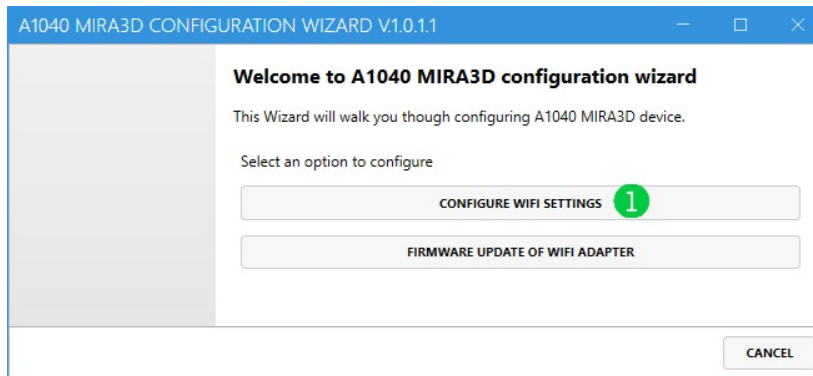 A1040 MIRA3D CONFIGURATION WIZARD V.1.0.1.1
Welcome to A1040 MIRA3D configuration wizard
This Wizard will walk you though configuring A1040 MIRA3D device.
Select an option to configure
CONFIGURE WIFI SETTINGS 1
FIRMWARE UPDATE OF WIFI ADAPTER
CANCEL